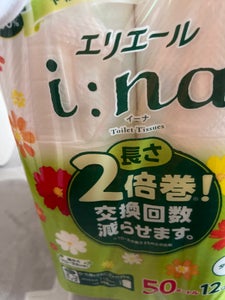 エリエール
i:na
イーナ
Toilet Tissues
長さ
2倍巻!
交換回数
減らせます。
50
12